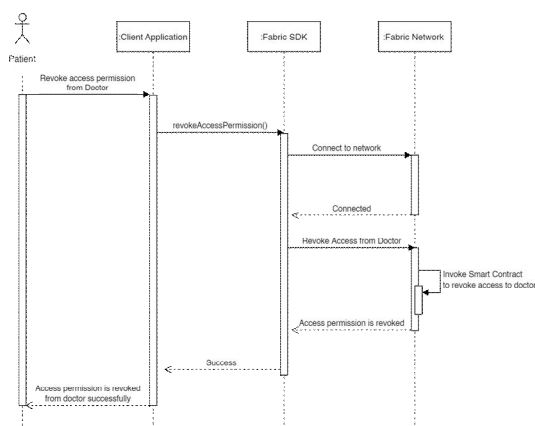 :Client Application
:Fabric SDK
:Fabric Network
Patient
Revoke access permission
from Doctor
revokeAccessPermission()
Connect to network
Connected
Revoke Access from Doctor
Invoke Smart Contract
to revoke access to doctor
Access permission is revoked
Success
Access permission is revoked
from doctor successfully